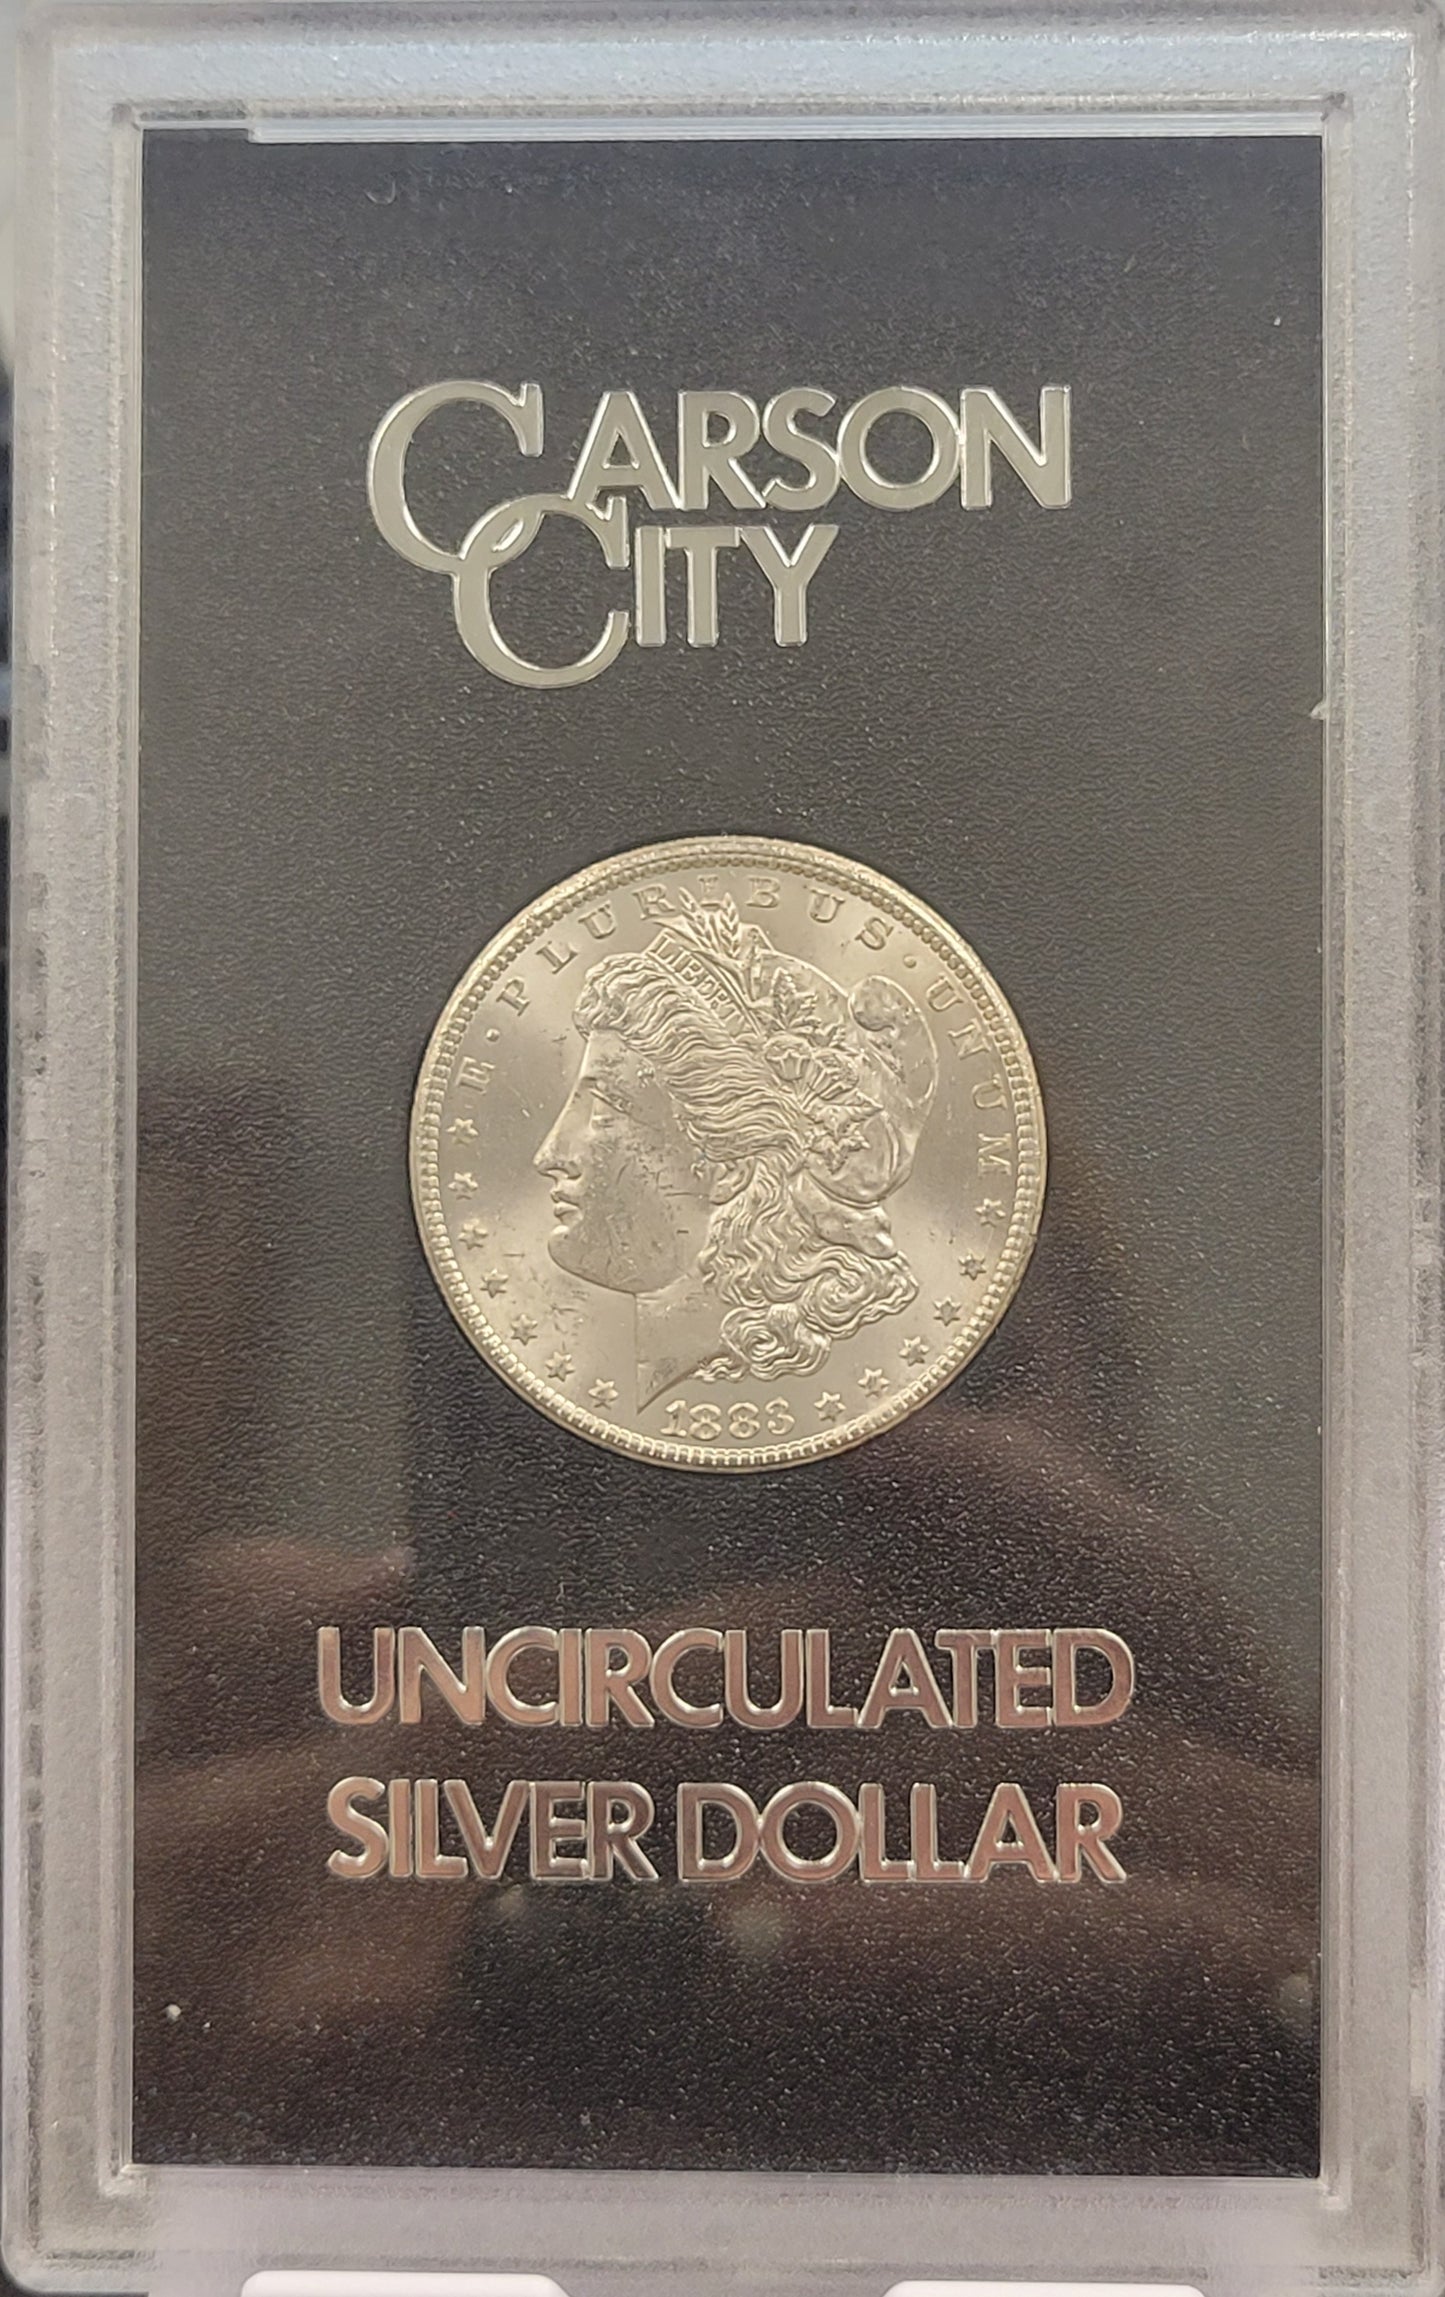 CARSON
CITY
E · PLURIBUS · UNUM
LIBERTY
1883
UNCIRCULATED
SILVER DOLLAR